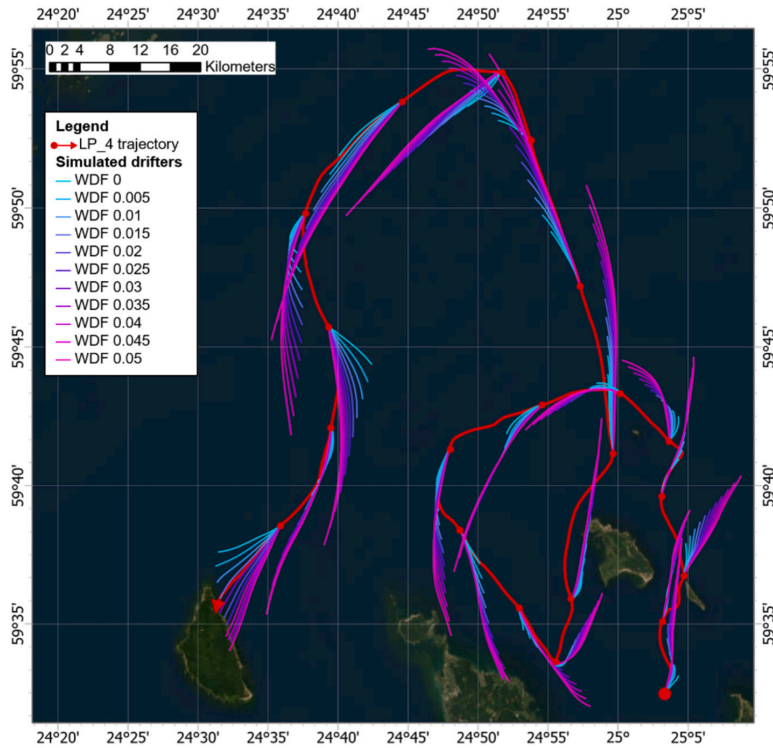 24°20' 24°25' 24°30' 24°35' 24°40' 24°45' 24°50' 24°55' 25° 25°5'
0 2 4 8 12 16 20
Kilometers
59°55' 59°55'
Legend
LP_4 trajectory
Simulated drifters
WDF 0
WDF 0.005
WDF 0.01
WDF 0.015
WDF 0.02
WDF 0.025
WDF 0.03
WDF 0.035
WDF 0.04
WDF 0.045
WDF 0.05
59°50' 59°50'
59°45' 59°45'
59°40' 59°40'
59°35' 59°35'
24°20' 24°25' 24°30' 24°35' 24°40' 24°45' 24°50' 24°55' 25° 25°5'